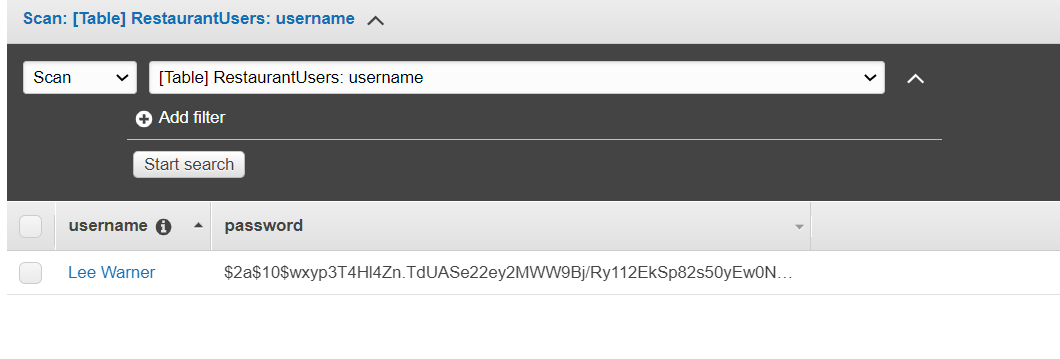 Scan: [Table] RestaurantUsers: username
Scan [Table] RestaurantUsers: username
Add filter
Start search
username password
Lee Warner $2a$10$wxyp3T4Hl4Zn.TdUASe22ey2MWW9Bj/Ry112EkSp82s50yEw0N…